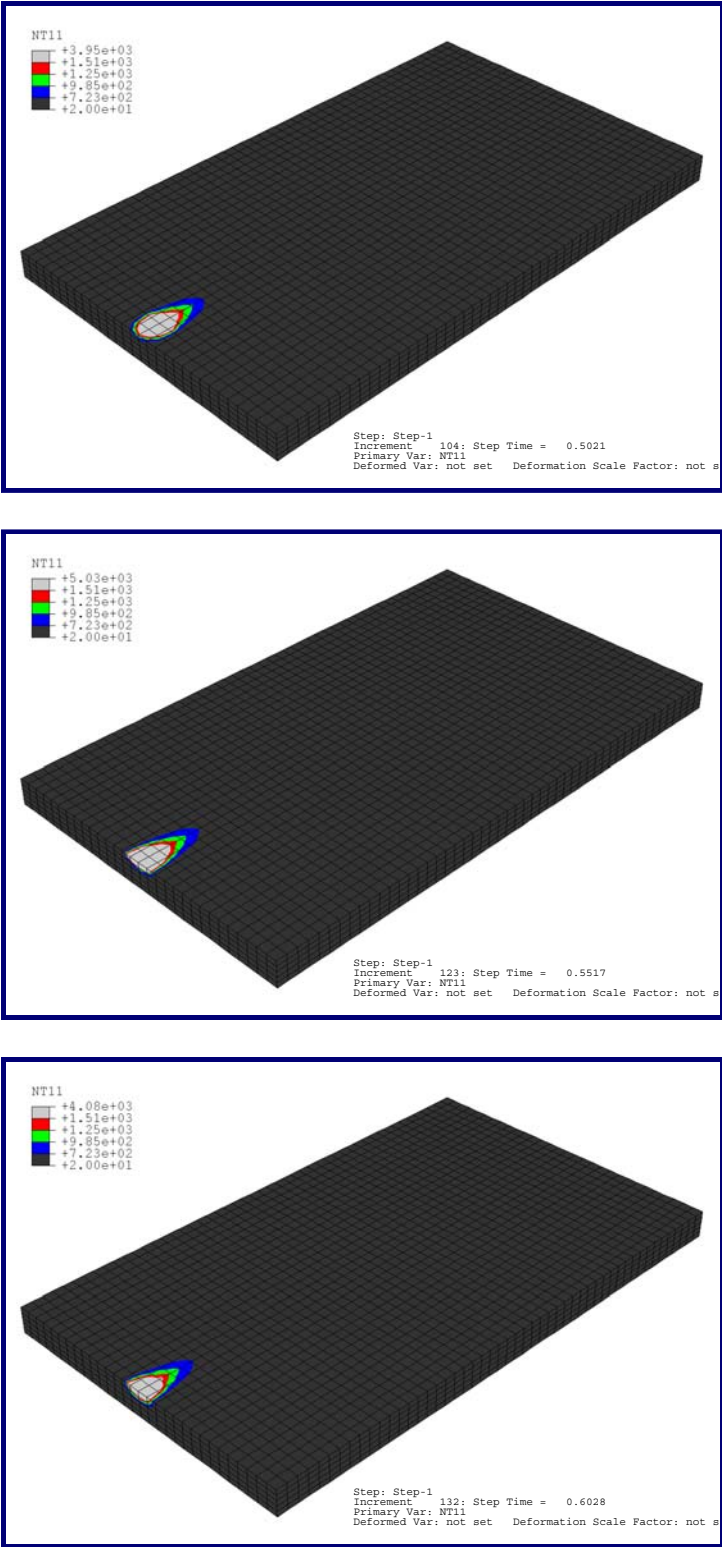 NT11
+3.95e+03
+1.51e+03
+1.25e+03
+9.85e+02
+7.23e+02
+2.00e+01
Step: Step-1
Increment 104: Step Time = 0.5021
Primary Var: NT11
Deformed Var: not set Deformation Scale Factor: not s
NT11
+5.03e+03
+1.51e+03
+1.25e+03
+9.85e+02
+7.23e+02
+2.00e+01
Step: Step-1
Increment 123: Step Time = 0.5517
Primary Var: NT11
Deformed Var: not set Deformation Scale Factor: not s
NT11
+4.08e+03
+1.51e+03
+1.25e+03
+9.85e+02
+7.23e+02
+2.00e+01
Step: Step-1
Increment 132: Step Time = 0.6028
Primary Var: NT11
Deformed Var: not set Deformation Scale Factor: not s